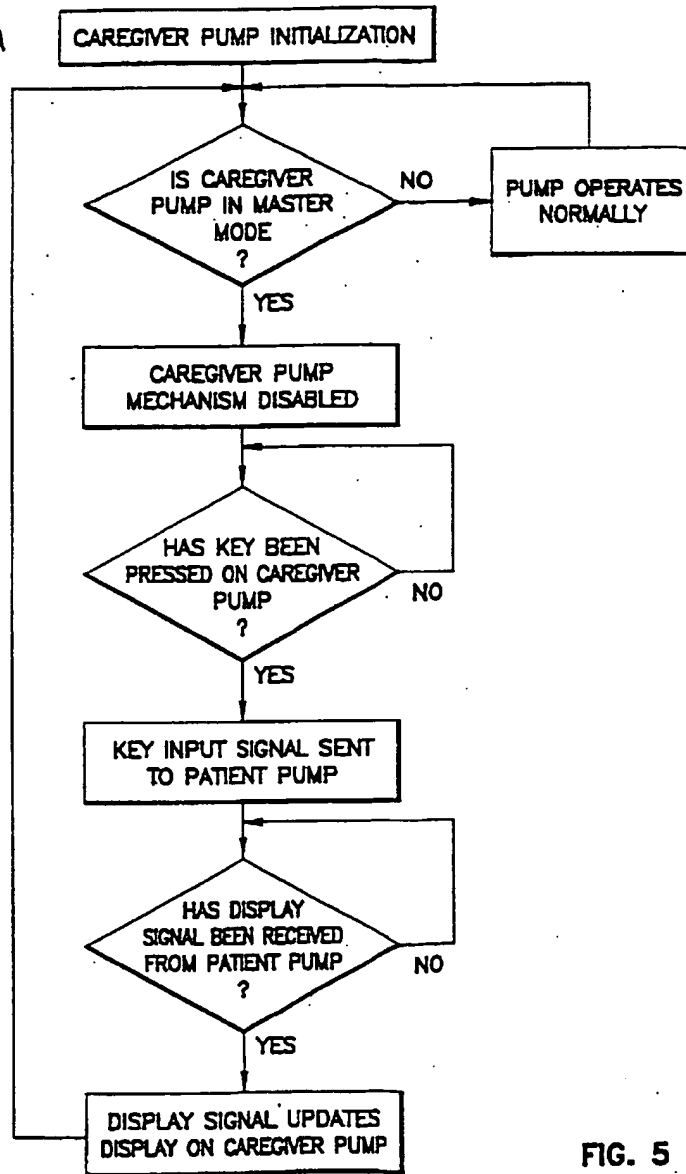 CAREGIVER PUMP INITIALIZATION
IS CAREGIVER
PUMP IN MASTER
MODE
?
NO
PUMP OPERATES
NORMALLY
YES
CAREGIVER PUMP
MECHANISM DISABLED
HAS KEY BEEN
PRESSED ON CAREGIVER
PUMP
?
NO
YES
KEY INPUT SIGNAL SENT
TO PATIENT PUMP
HAS DISPLAY
SIGNAL BEEN RECEIVED
FROM PATIENT PUMP
?
NO
YES
DISPLAY SIGNAL UPDATES
DISPLAY ON CAREGIVER PUMP
FIG. 5